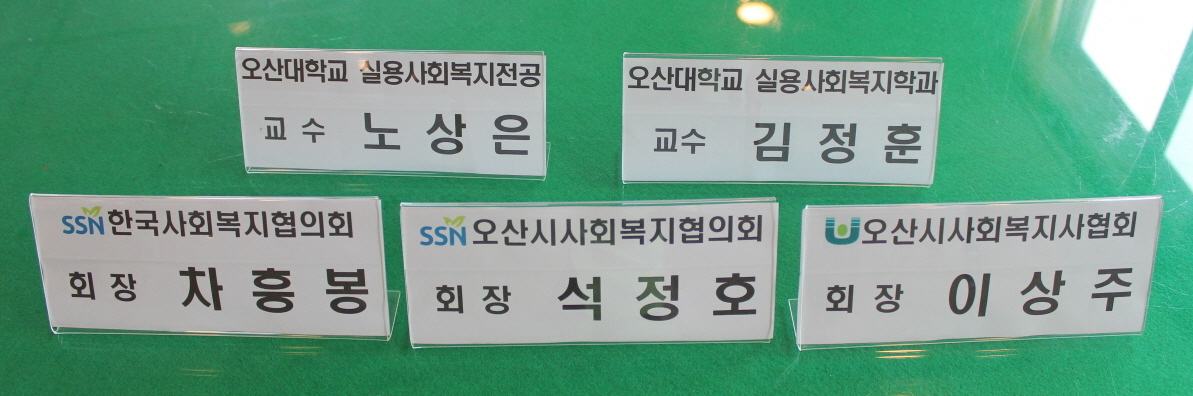 오산대학교 실용사회복지전공
교수 노상은
오산대학교 실용사회복지학과
교수 김정훈
SSN 한국사회복지협의회
회장 차흥봉
SSN 오산시사회복지협의회
회장 석정호
오산시사회복지사협회
회장 이상주